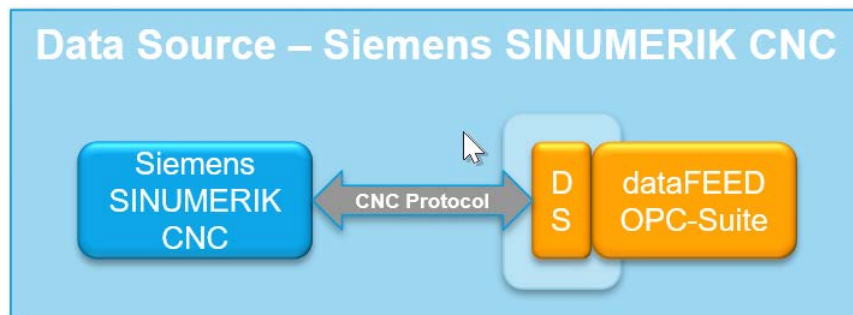 Data Source – Siemens SINUMERIK CNC
Siemens
SINUMERIK
CNC
CNC Protocol
D
S
dataFEED
OPC-Suite